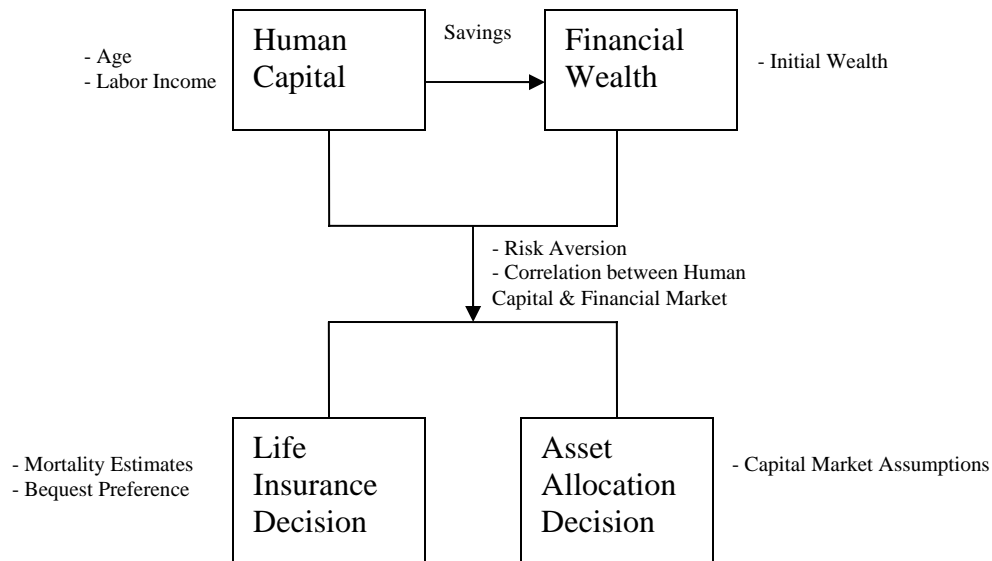 - Age
- Labor Income
Human
Capital
Savings
Financial
Wealth
- Initial Wealth
- Risk Aversion
- Correlation between Human
Capital & Financial Market
- Mortality Estimates
- Bequest Preference
Life
Insurance
Decision
Asset
Allocation
Decision
- Capital Market Assumptions